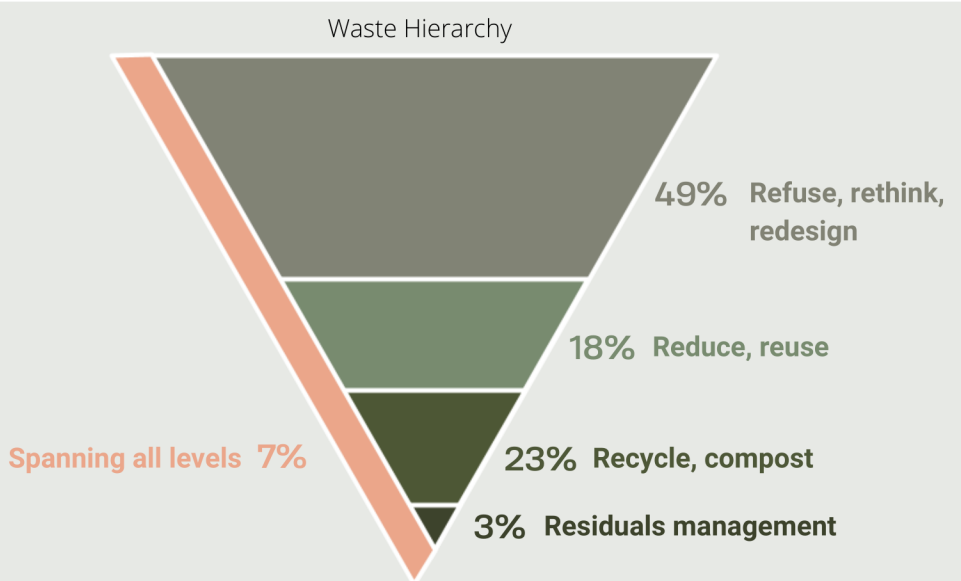 Waste Hierarchy
49% Refuse, rethink,
redesign
18% Reduce, reuse
Spanning all levels 7%
23% Recycle, compost
3% Residuals management